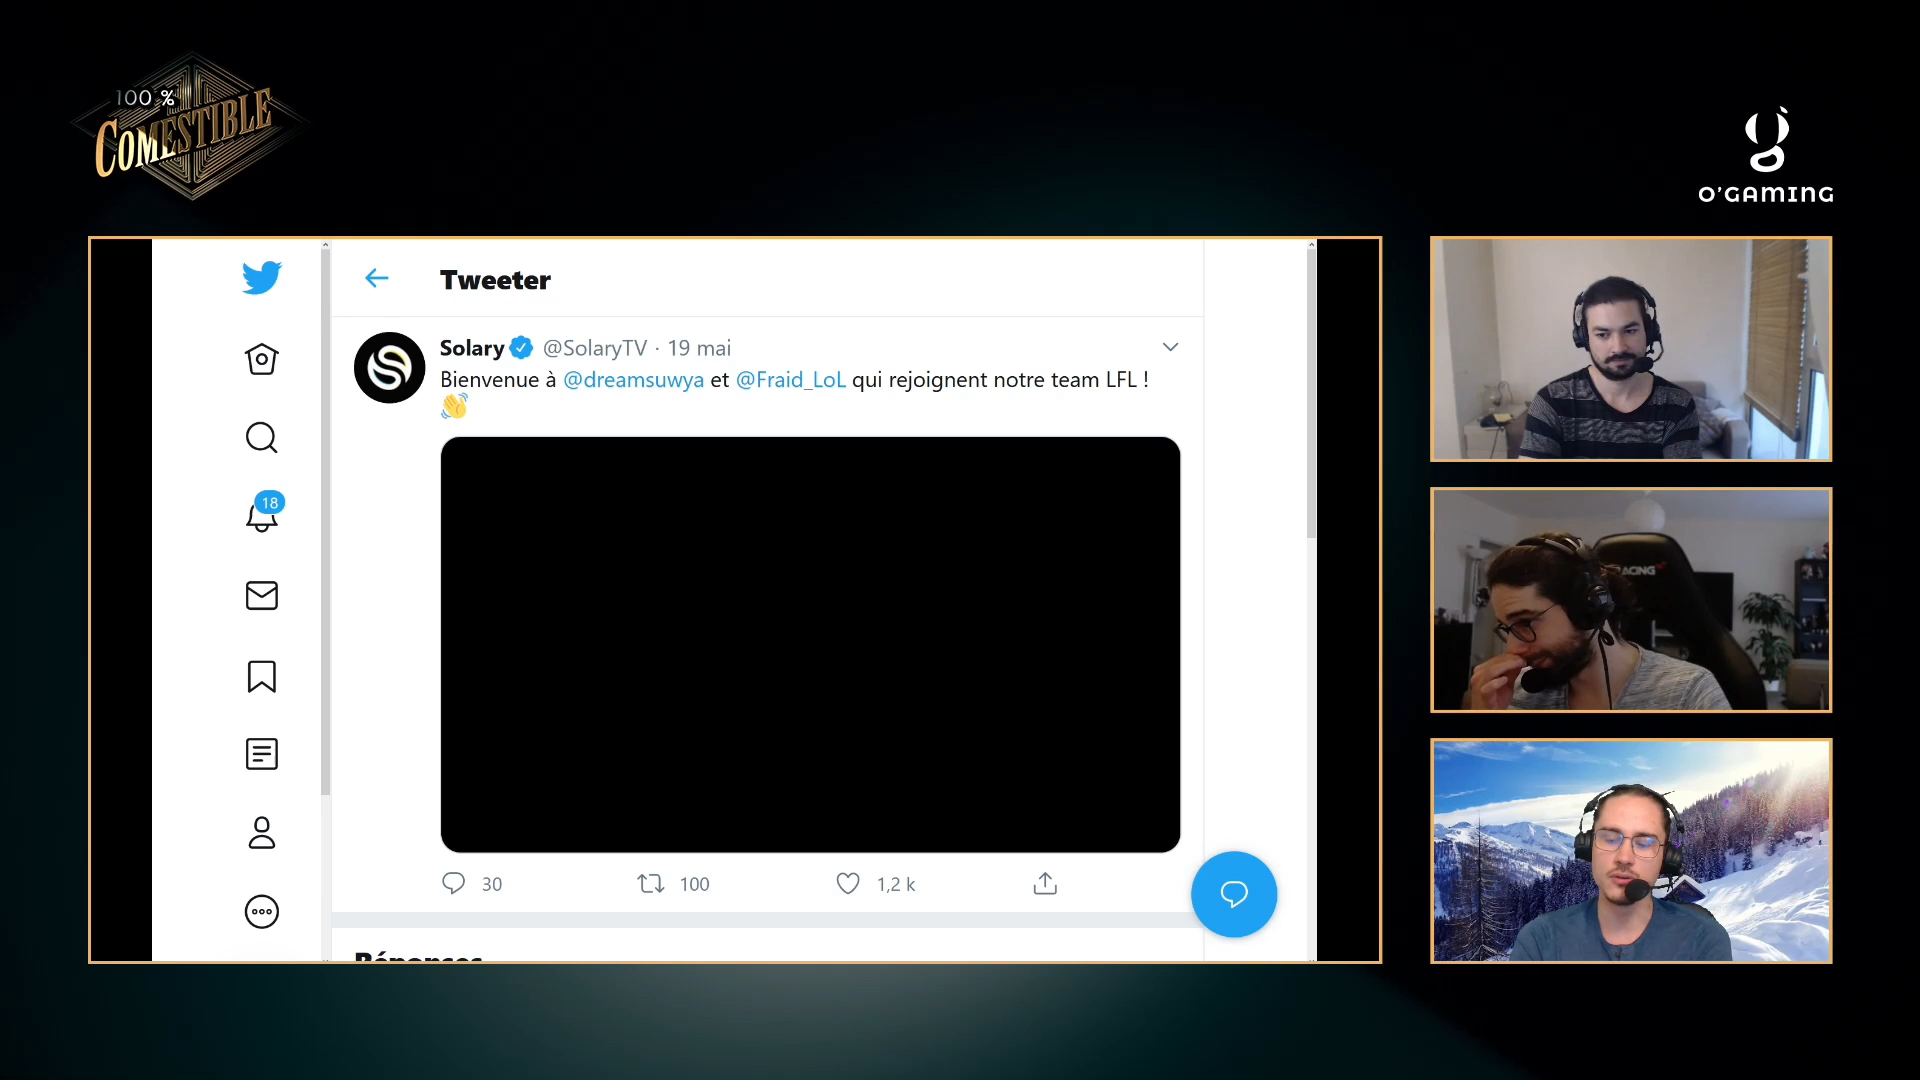 100 %
COMESTIBLE
O'GAMING
Tweeter
Solary @SolaryTV · 19 mai
Bienvenue à @dreamsuwya et @Fraid_LoL qui rejoignent notre team LFL !
👋
18
30 100 1,2 k
Réponses